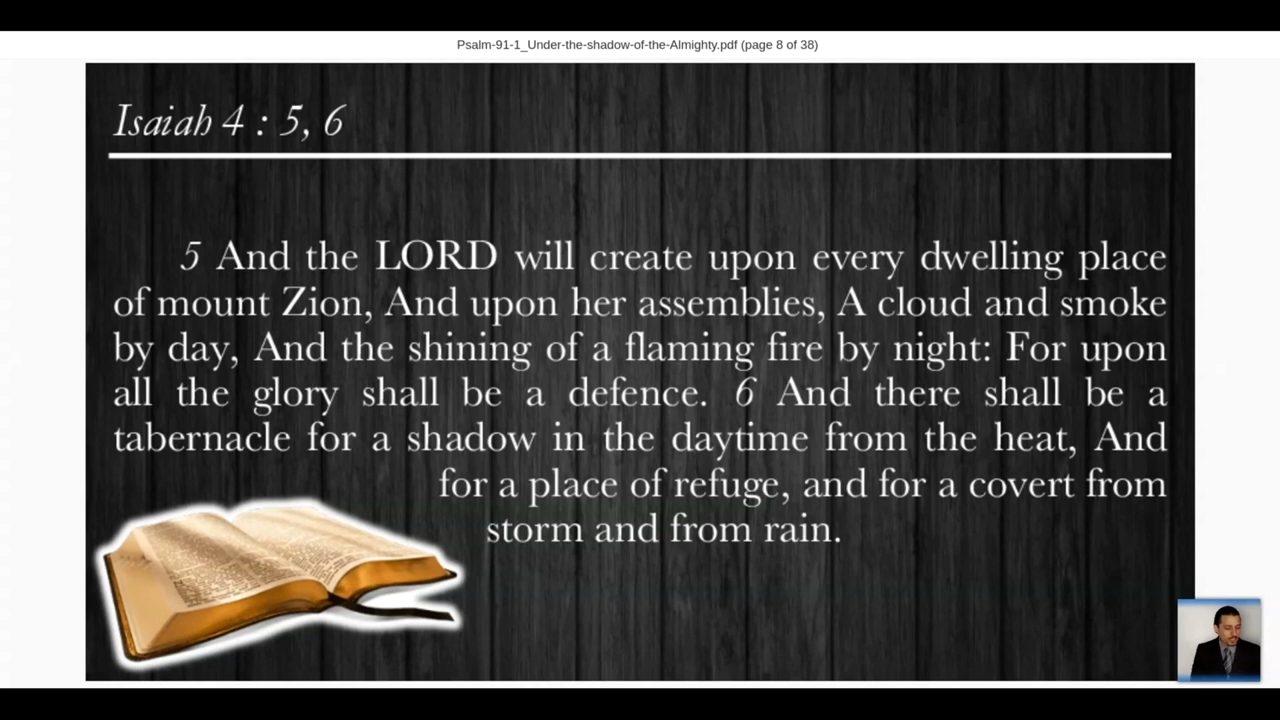 Psalm-91-1_Under-the-shadow-of-the-Almighty.pdf (page 8 of 38)
Isaiah 4 : 5, 6
5 And the LORD will create upon every dwelling place
of mount Zion, And upon her assemblies, A cloud and smoke
by day, And the shining of a flaming fire by night: For upon
all the glory shall be a defence. 6 And there shall be a
tabernacle for a shadow in the daytime from the heat, And
for a place of refuge, and for a covert from
storm and from rain.